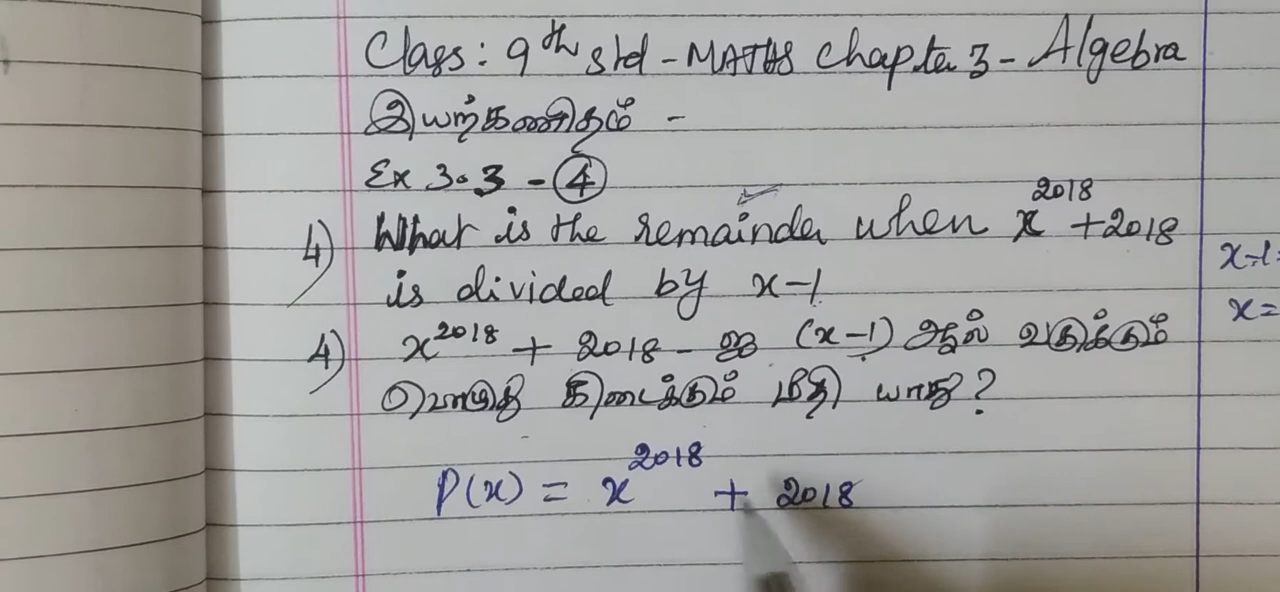 Class: 9th std - MATHS Chapter 3 - Algebra
இயற்கணிதம் -
Ex 3.3 - 4
4) What is the remainder when x^2018 + 2018
is divided by x-1
4) x^2018 + 2018 - ஐ (x-1) ஆல் வகுக்கும்
பொழுது கிடைக்கும் மீதி யாது?
P(x) = x^2018 + 2018
x-1=
x=